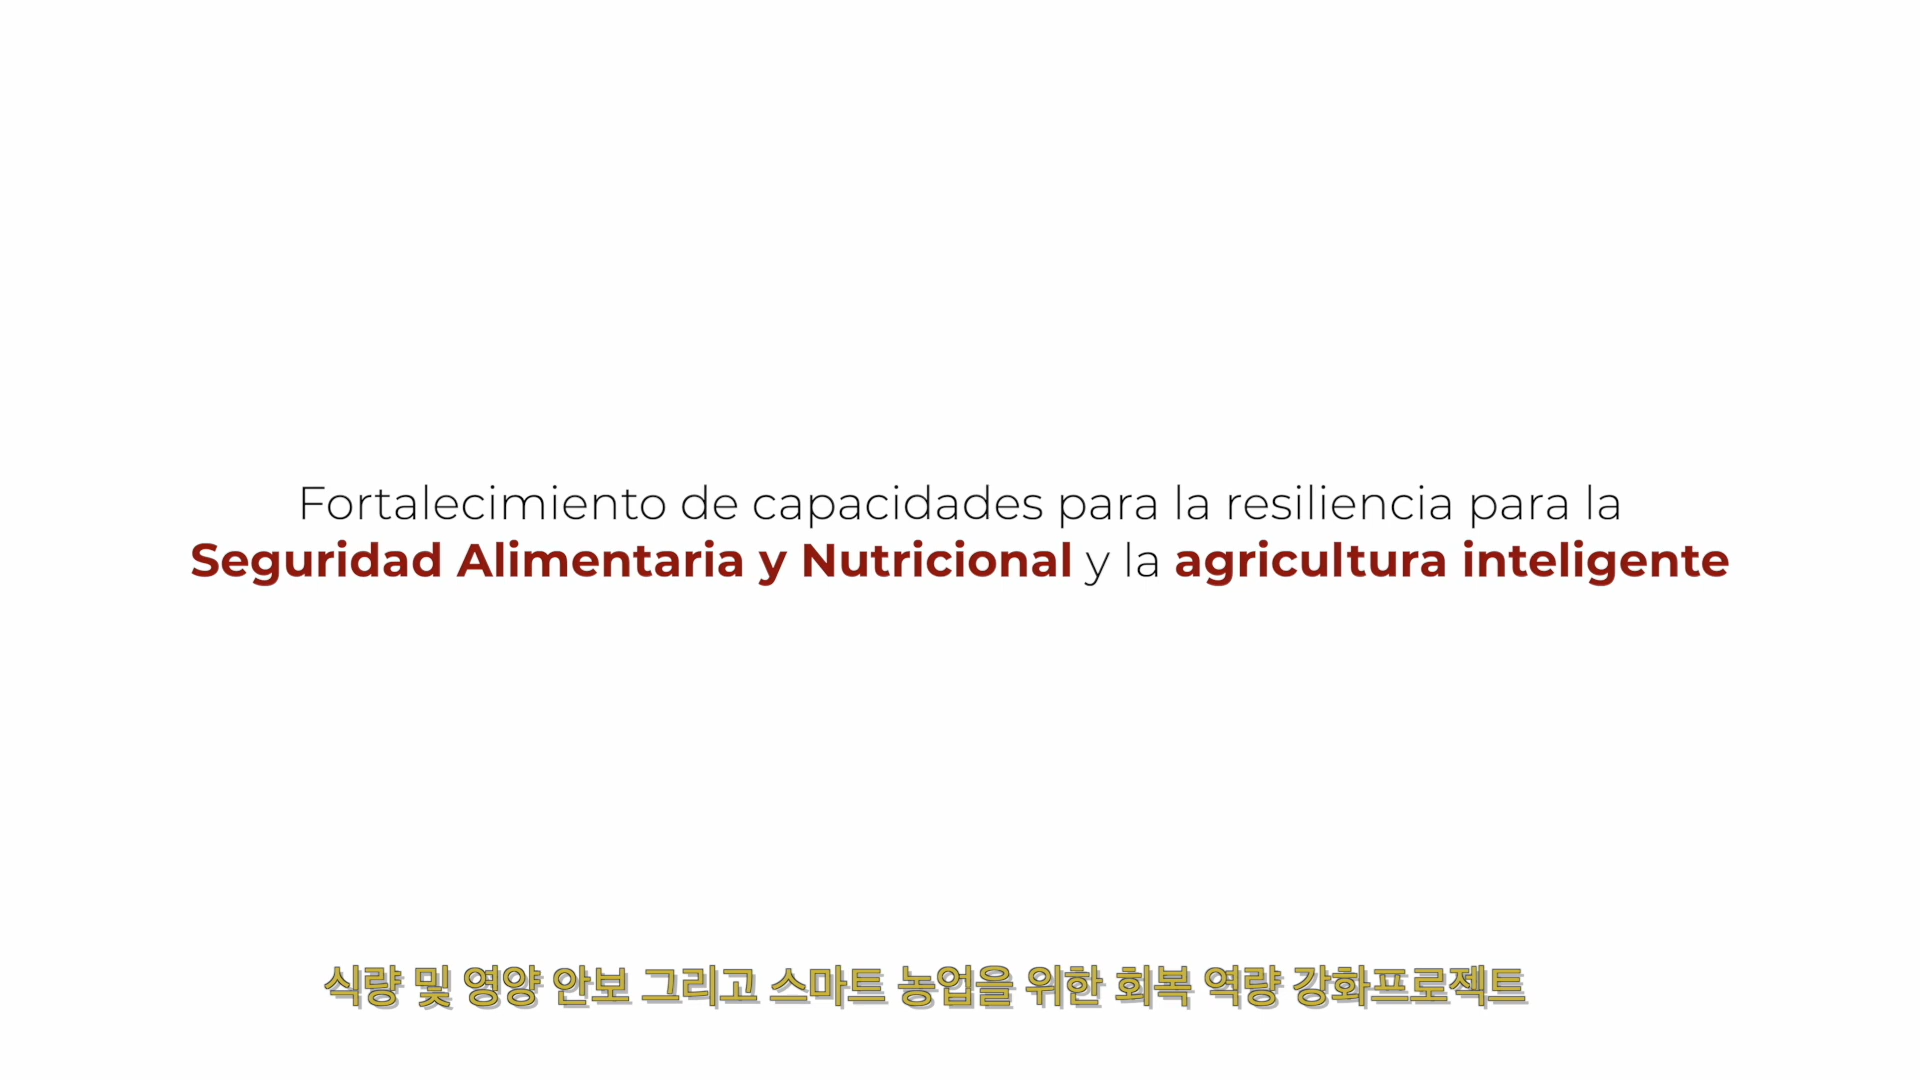 Fortalecimiento de capacidades para la resiliencia para la
Seguridad Alimentaria y Nutricional y la agricultura inteligente
식량 및 영양 안보 그리고 스마트 농업을 위한 회복 역량 강화프로젝트